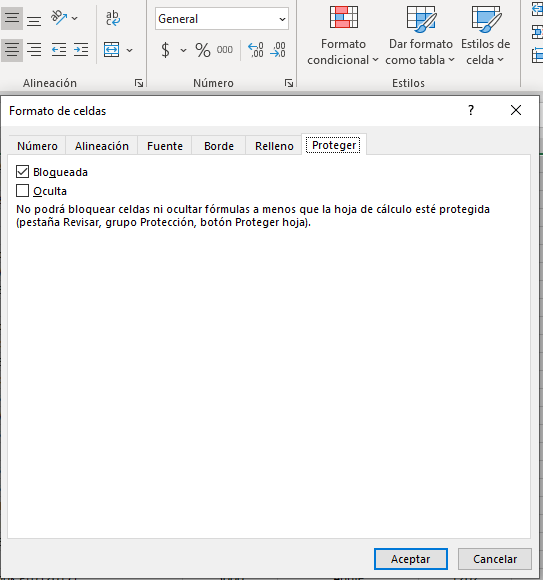 ab
General
$ % 000
,00
,00
Formato condicional
Dar formato como tabla
Estilos de celda
Alineación
Número
Estilos
Formato de celdas
? ×
Número Alineación Fuente Borde Relleno Proteger
Bloqueada
Oculta
No podrá bloquear celdas ni ocultar fórmulas a menos que la hoja de cálculo esté protegida
(pestaña Revisar, grupo Protección, botón Proteger hoja).
Aceptar Cancelar